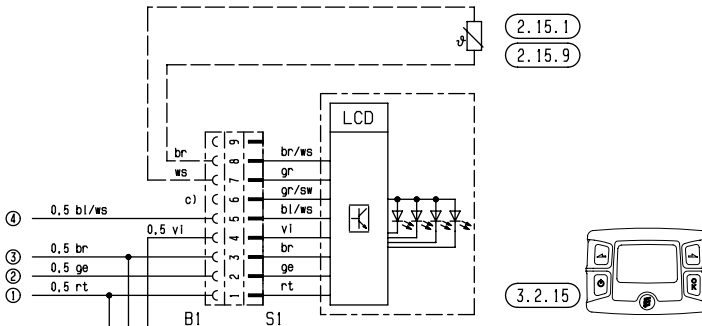 2.15.1
2.15.9
ϑ
LCD
9
br 8 br/ws
ws 7 gr
c) 6 gr/sw
④ 0,5 bl/ws 5 bl/ws
0,5 vi 4 vi
③ 0,5 br 3 br
② 0,5 ge 2 ge
① 0,5 rt 1 rt
B1 S1
3.2.15
OK